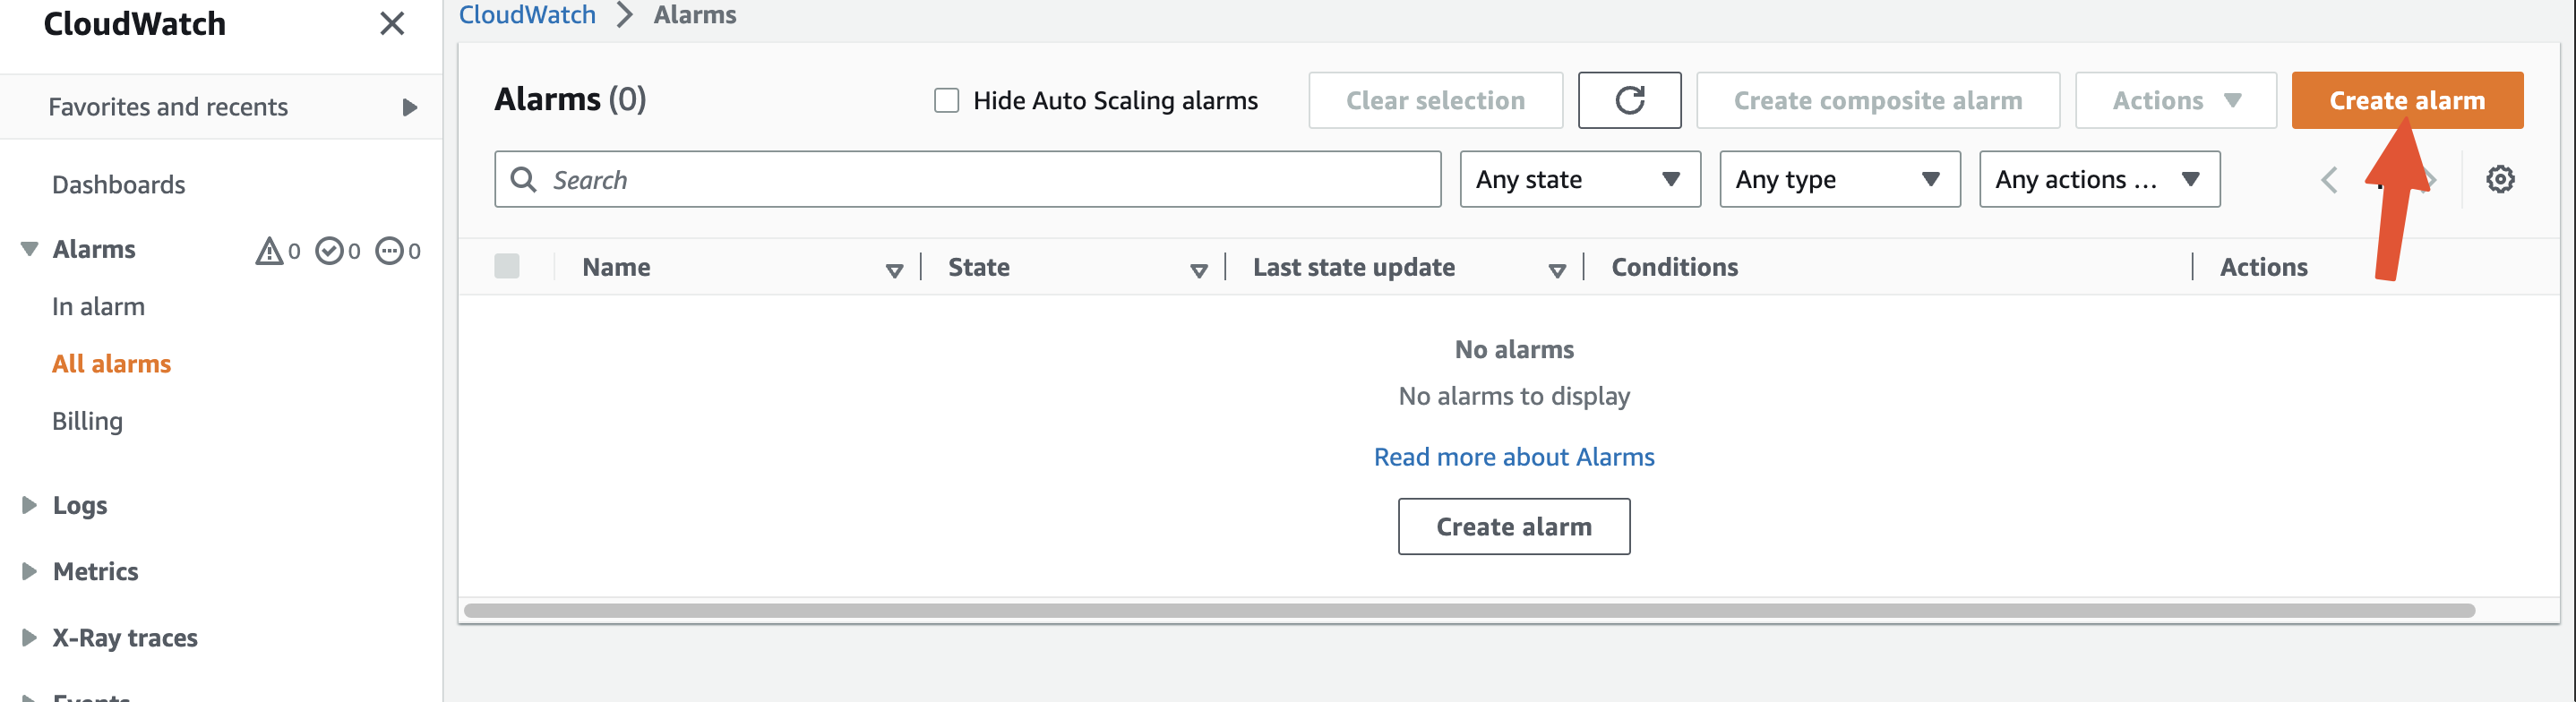 CloudWatch
Favorites and recents
Dashboards
Alarms 0 0 0
In alarm
All alarms
Billing
Logs
Metrics
X-Ray traces
Events
CloudWatch > Alarms
Alarms (0) Hide Auto Scaling alarms Clear selection Create composite alarm Actions Create alarm
Search Any state Any type Any actions ...
Name State Last state update Conditions Actions
No alarms
No alarms to display
Read more about Alarms
Create alarm